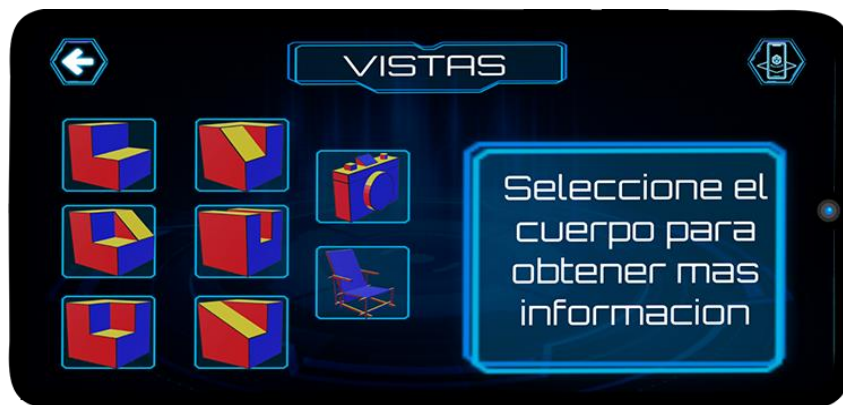 VISTAS
Seleccione el
cuerpo para
obtener mas
informacion